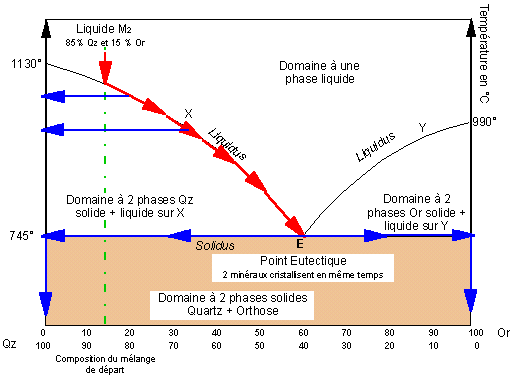 Liquide M2
85% Qz et 15 % Or
Température en °C
1130°
Domaine à une
phase liquide
X
Liquidus
Liquidus
Y
990°
Domaine à 2 phases Qz
solide + liquide sur X
Domaine à 2
phases Or solide +
liquide sur Y
745°
Solidus
E
Point Eutectique
2 minéraux cristalisent en même temps
Domaine à 2 phases solides
Quartz + Orthose
Qz
00 10 20 30 40 50 60 70 80 90 100
Or
100 90 80 70 60 50 40 30 20 10 0
Composition du mélange
de départ